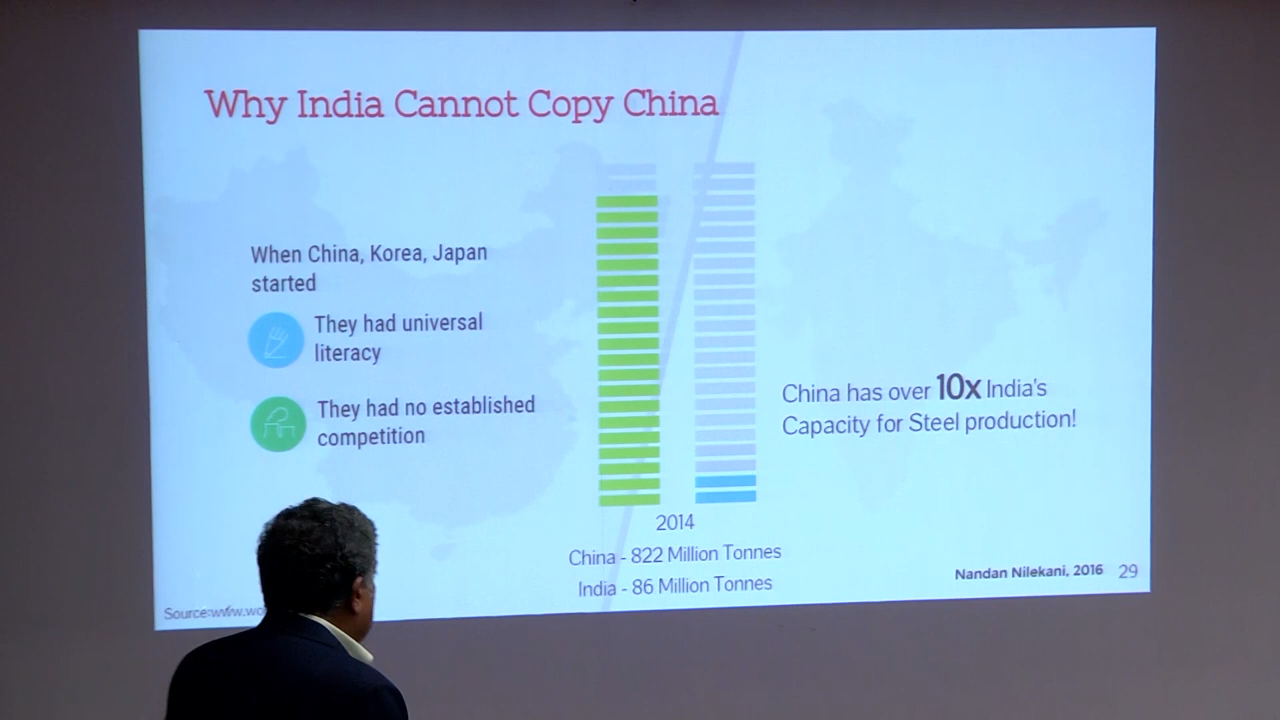 Why India Cannot Copy China
When China, Korea, Japan
started
They had universal
literacy
They had no established
competition
China has over 10x India's
Capacity for Steel production!
2014
China - 822 Million Tonnes
India - 86 Million Tonnes
Nandan Nilekani, 2016 29
Source: